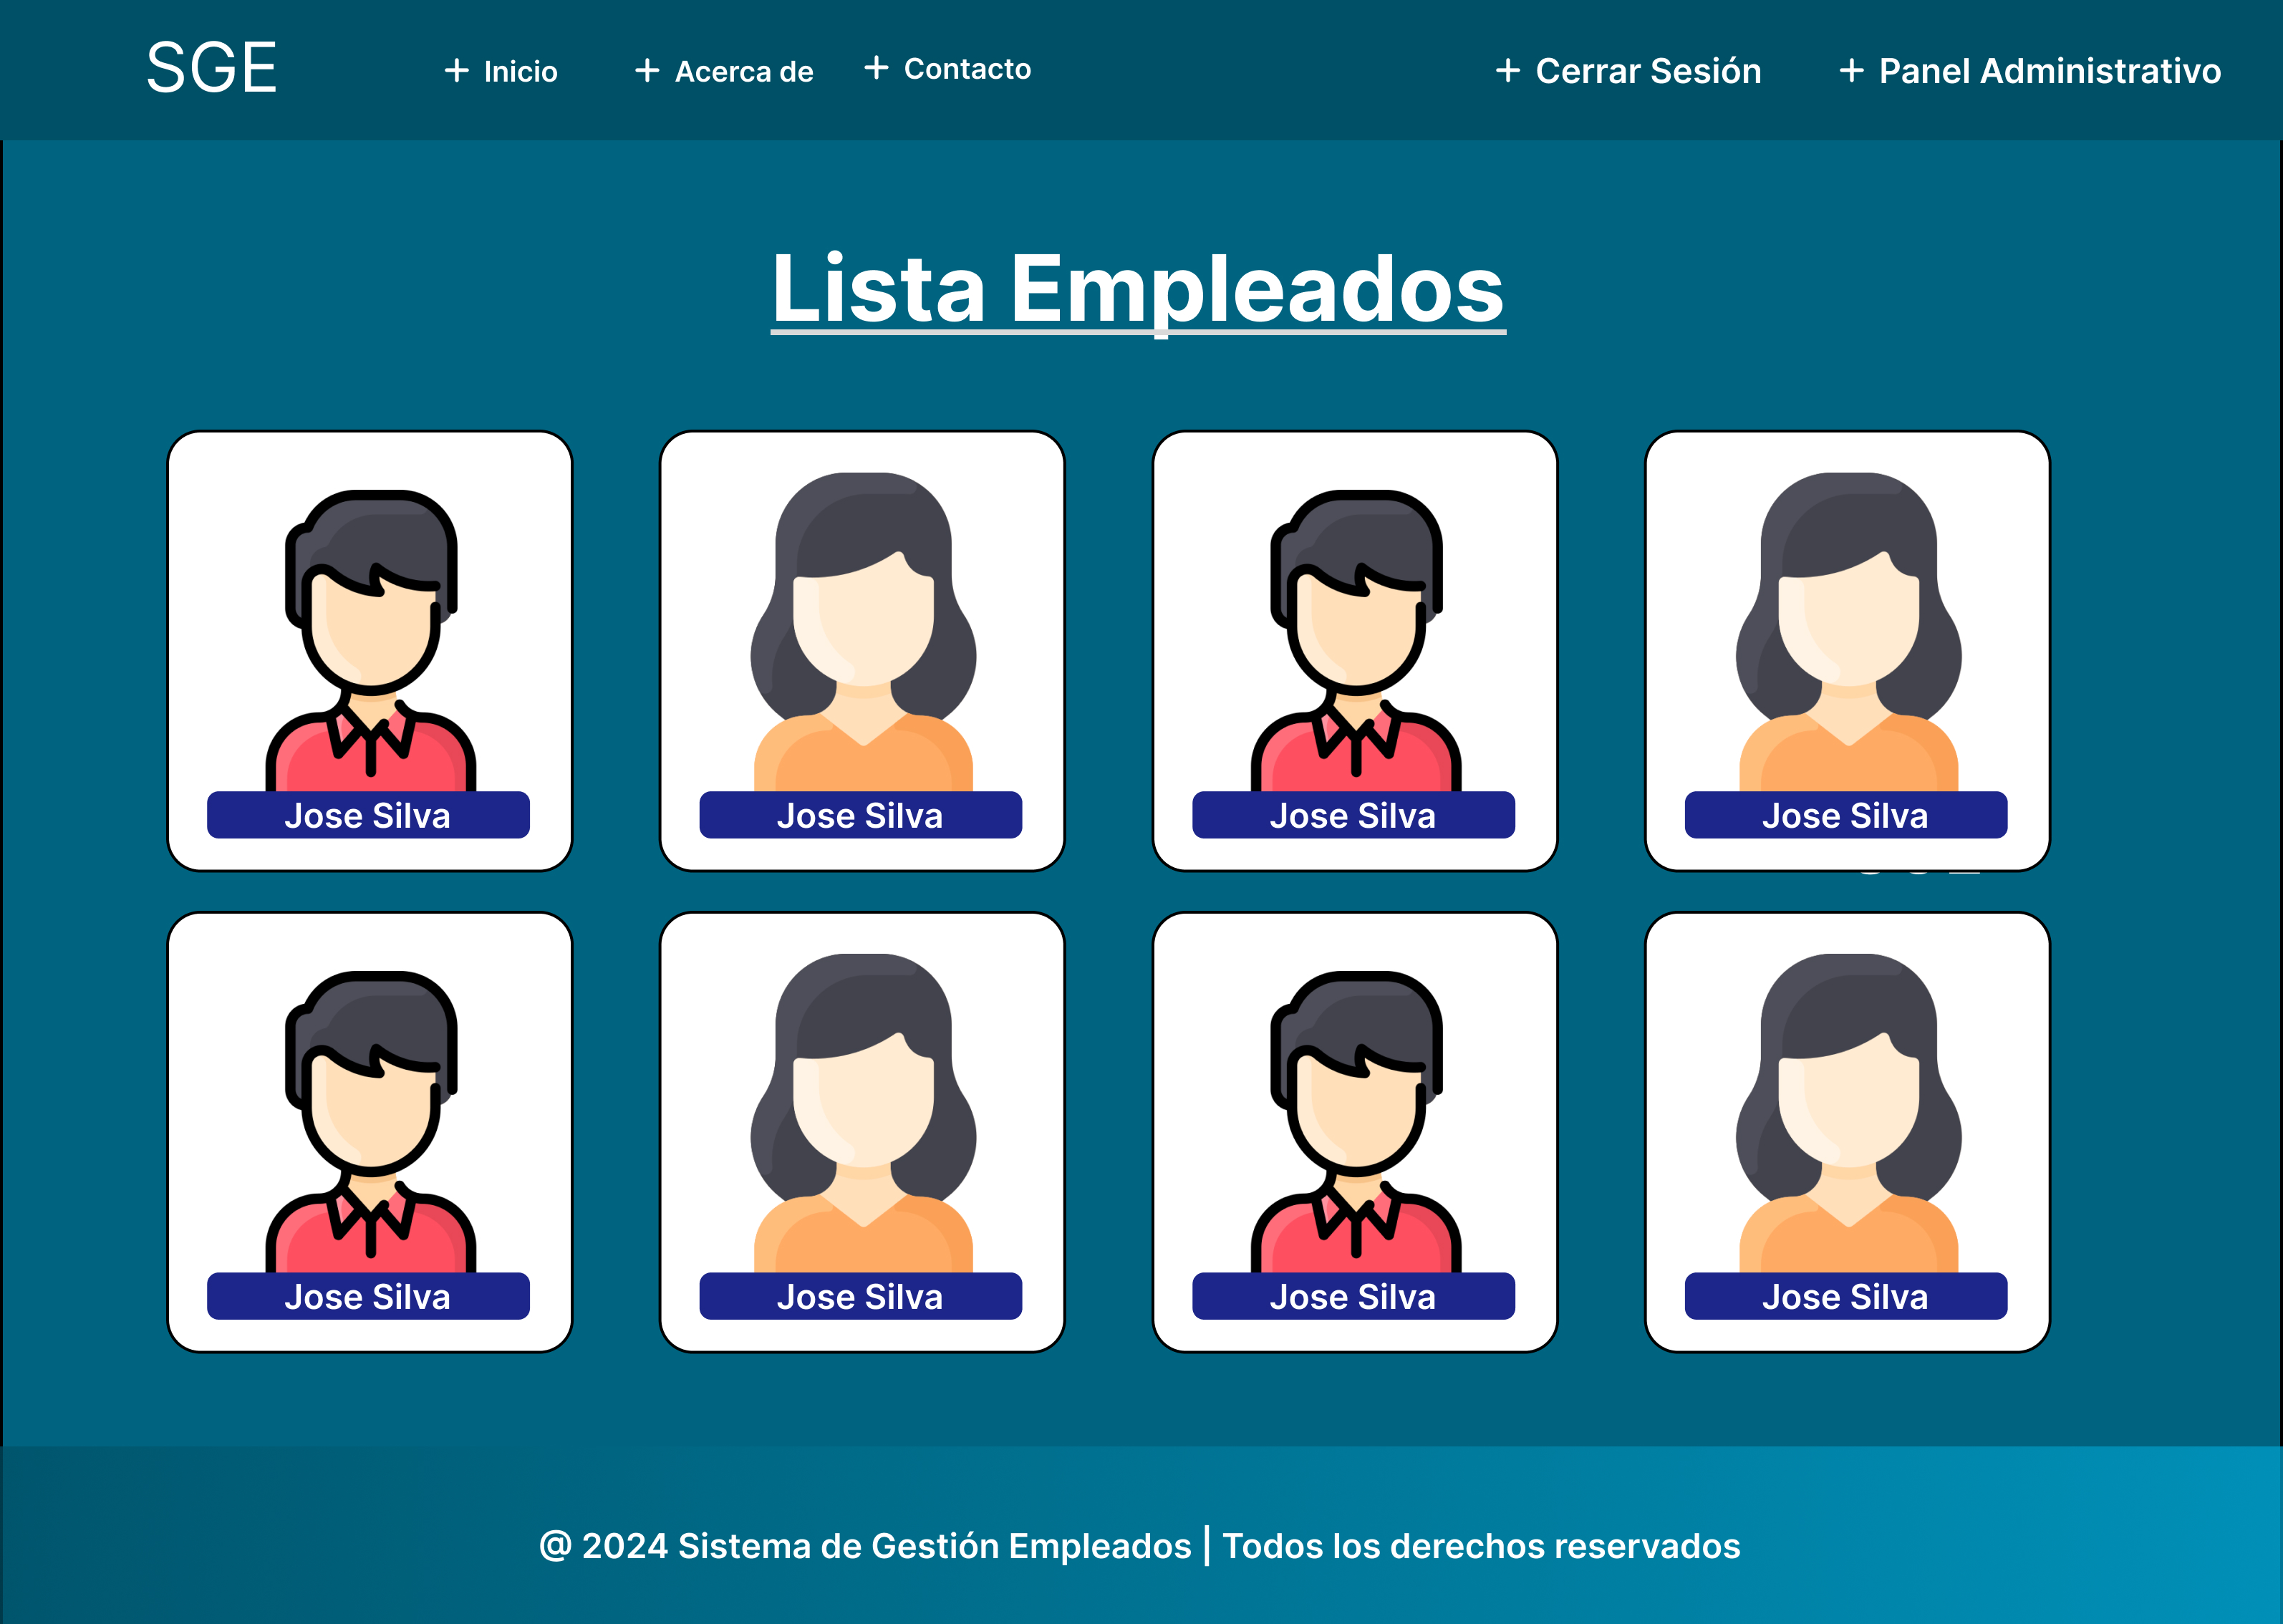 SGE
+ Inicio
+ Acerca de
+ Contacto
+ Cerrar Sesión
+ Panel Administrativo
Lista Empleados
Jose Silva
Jose Silva
Jose Silva
Jose Silva
Jose Silva
Jose Silva
Jose Silva
Jose Silva
@ 2024 Sistema de Gestión Empleados | Todos los derechos reservados